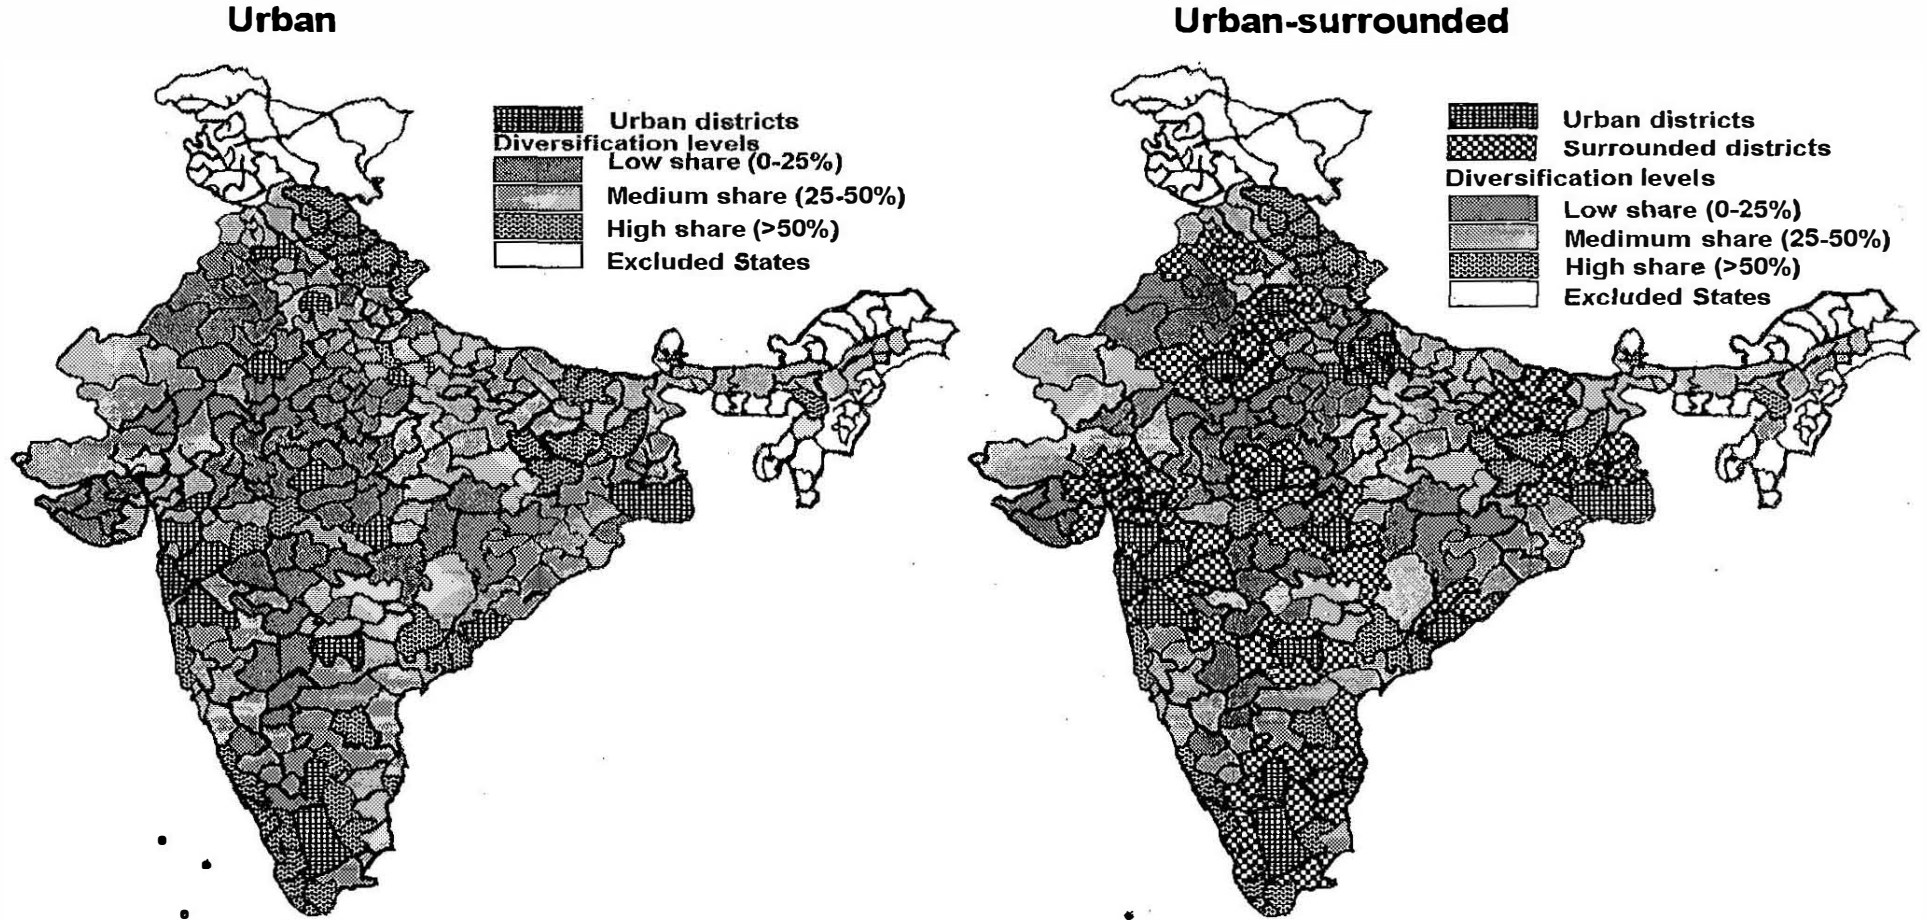 Urban
Urban districts
Diversification levels
Low share (0-25%)
Medium share (25-50%)
High share (>50%)
Excluded States
Urban-surrounded
Urban districts
Surrounded districts
Diversification levels
Low share (0-25%)
Medimum share (25-50%)
High share (>50%)
Excluded States